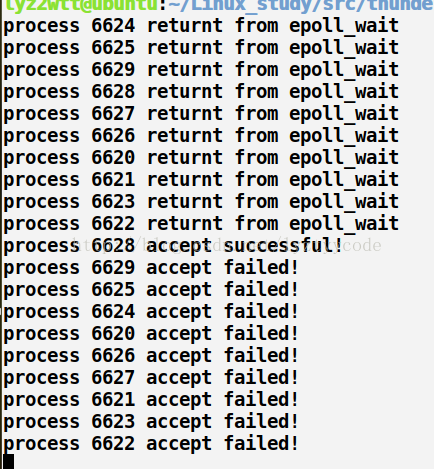 lyz2wtt@ubuntu:~/Linux_study/src/thunde
process 6624 returnt from epoll_wait
process 6625 returnt from epoll_wait
process 6629 returnt from epoll_wait
process 6628 returnt from epoll_wait
process 6627 returnt from epoll_wait
process 6626 returnt from epoll_wait
process 6620 returnt from epoll_wait
process 6621 returnt from epoll_wait
process 6623 returnt from epoll_wait
process 6622 returnt from epoll_wait
process 6628 accept successful!
process 6629 accept failed!
process 6625 accept failed!
process 6624 accept failed!
process 6620 accept failed!
process 6626 accept failed!
process 6627 accept failed!
process 6621 accept failed!
process 6623 accept failed!
process 6622 accept failed!